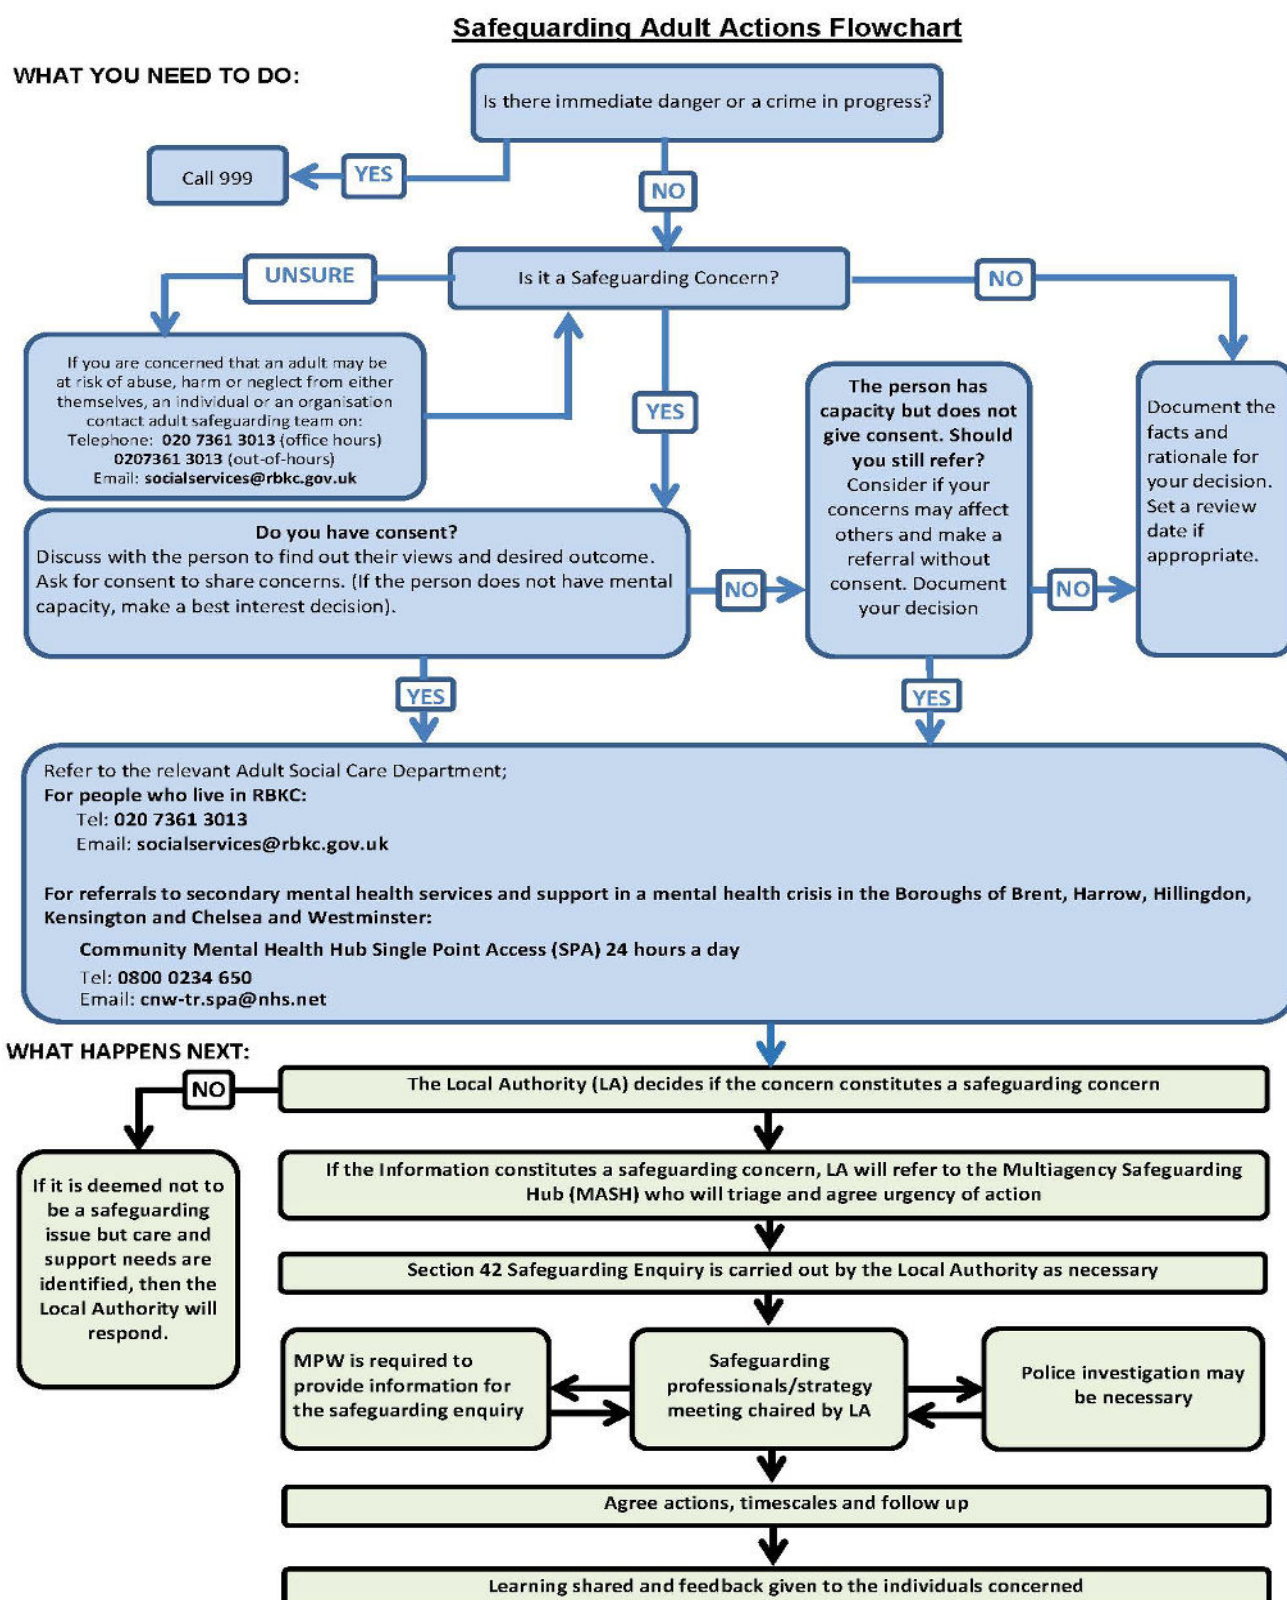 Safeguarding Adult Actions Flowchart
WHAT YOU NEED TO DO:
Is there immediate danger or a crime in progress?
Call 999
YES
NO
UNSURE
Is it a Safeguarding Concern?
NO
If you are concerned that an adult may be
at risk of abuse, harm or neglect from either
themselves, an individual or an organisation
contact adult safeguarding team on:
Telephone: 020 7361 3013 (office hours)
0207361 3013 (out-of-hours)
Email: socialservices@rbkc.gov.uk
YES
The person has
capacity but does not
give consent. Should
you still refer?
Consider if your
concerns may affect
others and make a
referral without
consent. Document
your decision
Document the
facts and
rationale for
your decision.
Set a review
date if
appropriate.
Do you have consent?
Discuss with the person to find out their views and desired outcome.
Ask for consent to share concerns. (If the person does not have mental
capacity, make a best interest decision).
NO
NO
YES
YES
Refer to the relevant Adult Social Care Department;
For people who live in RBKC:
Tel: 020 7361 3013
Email: socialservices@rbkc.gov.uk
For referrals to secondary mental health services and support in a mental health crisis in the Boroughs of Brent, Harrow, Hillingdon,
Kensington and Chelsea and Westminster:
Community Mental Health Hub Single Point Access (SPA) 24 hours a day
Tel: 0800 0234 650
Email: cnw-tr.spa@nhs.net
WHAT HAPPENS NEXT:
NO
The Local Authority (LA) decides if the concern constitutes a safeguarding concern
If it is deemed not to
be a safeguarding
issue but care and
support needs are
identified, then the
Local Authority will
respond.
If the Information constitutes a safeguarding concern, LA will refer to the Multiagency Safeguarding
Hub (MASH) who will triage and agree urgency of action
Section 42 Safeguarding Enquiry is carried out by the Local Authority as necessary
MPW is required to
provide information for
the safeguarding enquiry
Safeguarding
professionals/strategy
meeting chaired by LA
Police investigation may
be necessary
Agree actions, timescales and follow up
Learning shared and feedback given to the individuals concerned